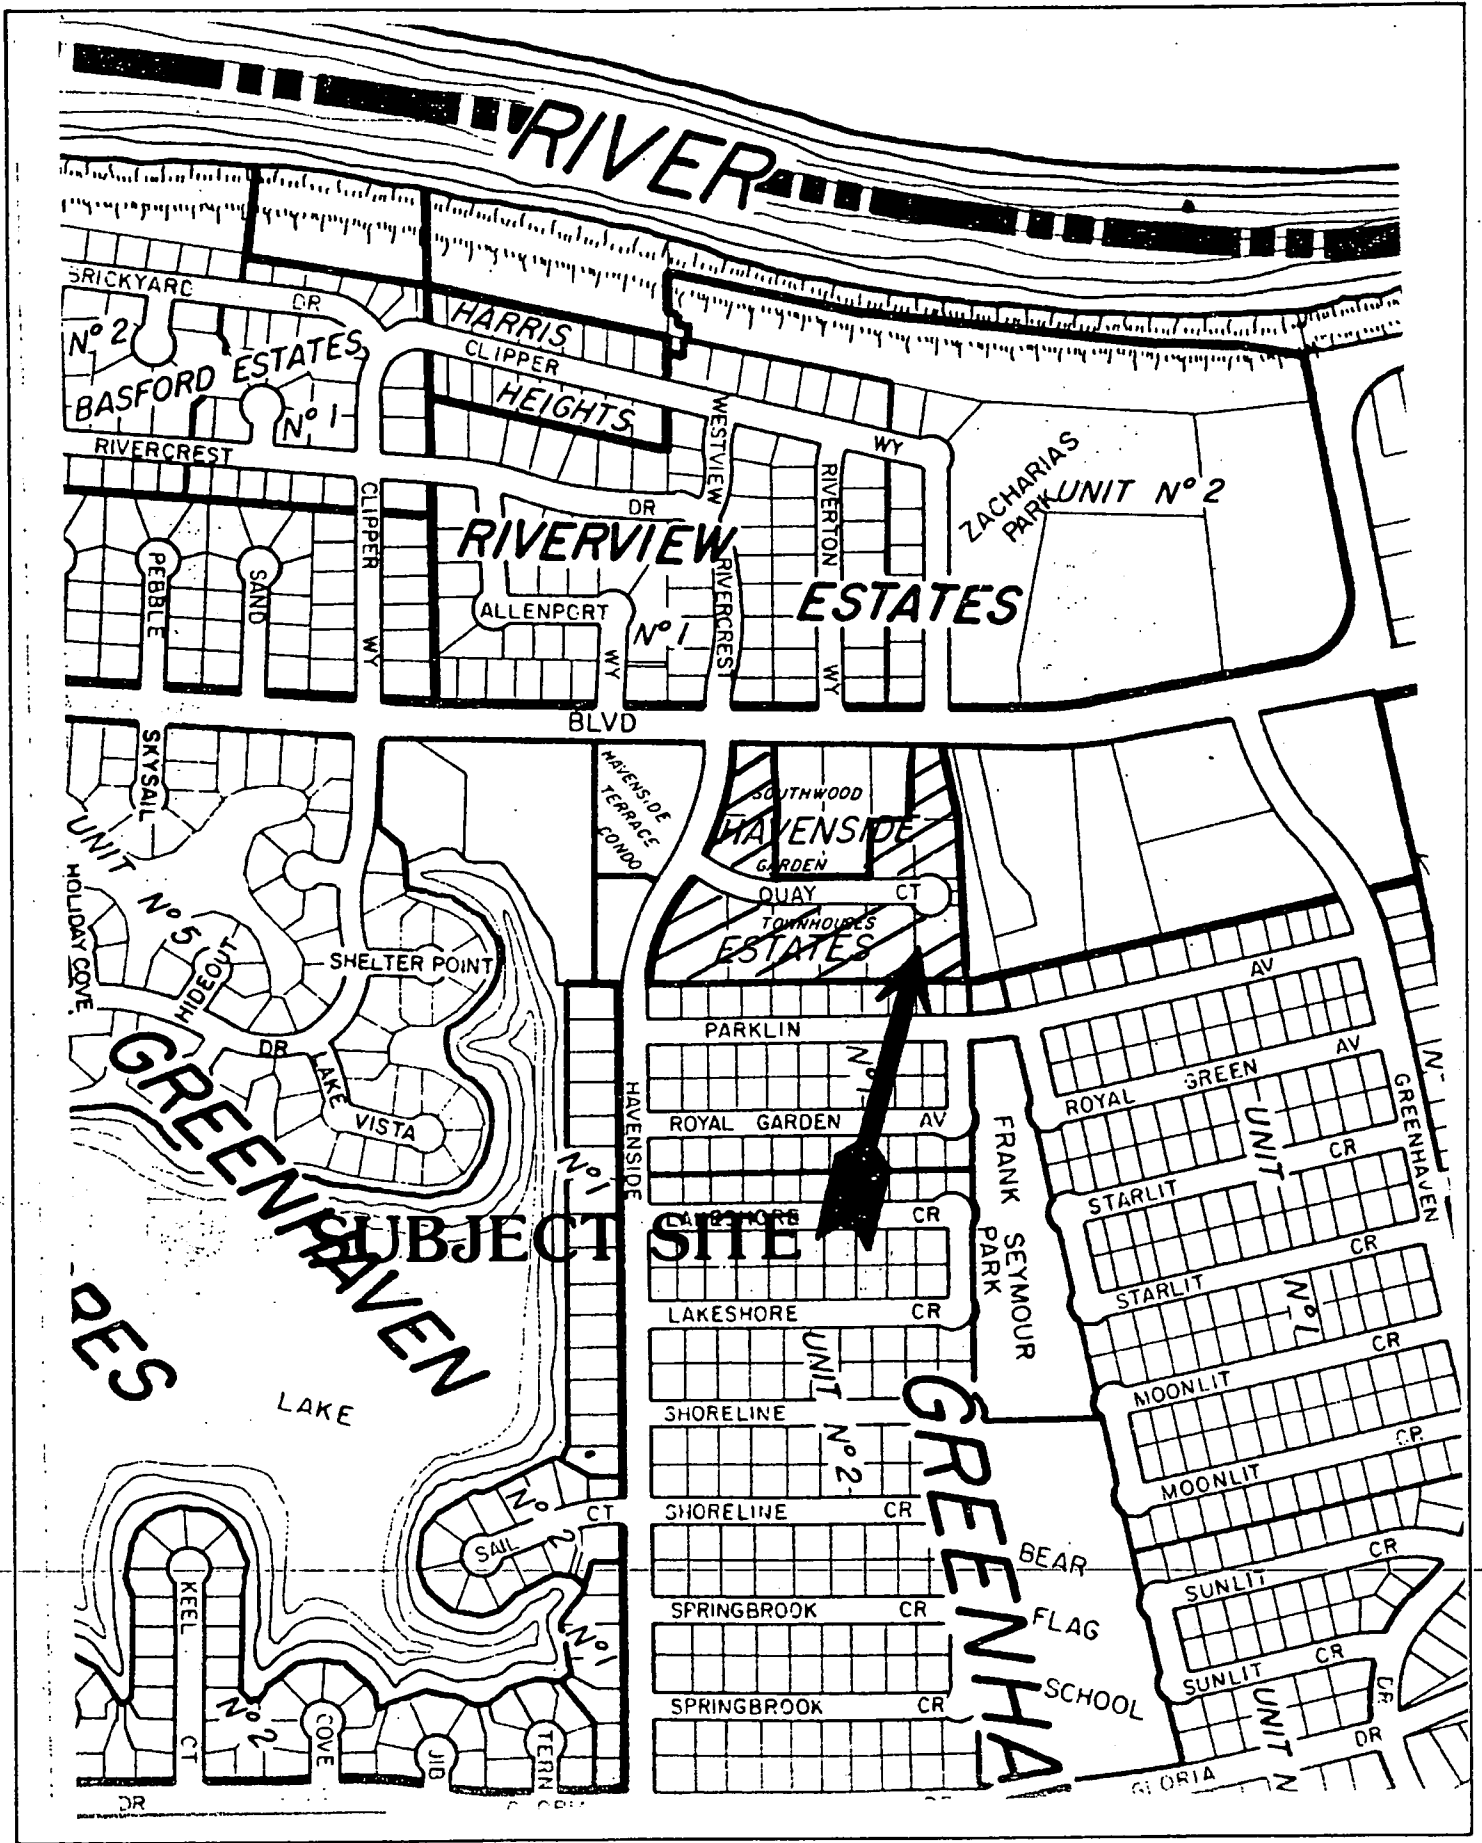 RIVER
BRICKYARD
DR
Nº 2
BASFORD ESTATES
Nº 1
HARRIS
CLIPPER
HEIGHTS
WESTVIEW
WY
RIVERCREST
CLIPPER
WY
DR
RIVERTON
WY
ZACHARIAS
PARK
UNIT Nº 2
RIVERVIEW
ESTATES
PEBBLE
SAND
ALLENPORT
WY
Nº 1
RIVERCREST
BLVD
SKYSAIL
UNIT Nº 5
HOLIDAY COVE
HIDEOUT
SHELTER POINT
DR
LAKE
VISTA
HAVENSIDE
TERRACE
CONDO
SOUTHWOOD
HAVENSIDE
GARDEN
QUAY CT
TOWNHOUSES
ESTATES
PARKLIN
AV
Nº 1
ROYAL GARDEN AV
HAVENSIDE
Nº 1
ROYAL GREEN AV
GREENHAVEN
UNIT
Nº 1
STARLIT CR
STARLIT CR
MOONLIT CR
MOONLIT CR
FRANK SEYMOUR
PARK
GREENHAVEN
SUBJECT SITE
LAKESHORE CR
LAKESHORE CR
RES
LAKE
UNIT Nº 2
SHORELINE
SHORELINE CR
Nº 2
SAIL
CT
GREENHA
BEAR
FLAG
SCHOOL
SPRINGBROOK CR
SPRINGBROOK CR
Nº 1
SUNLIT CR
SUNLIT CR
UNIT N
DR
DR
GLORIA
KEEL
CT
Nº 2
COVE
JIB
TERN
DR